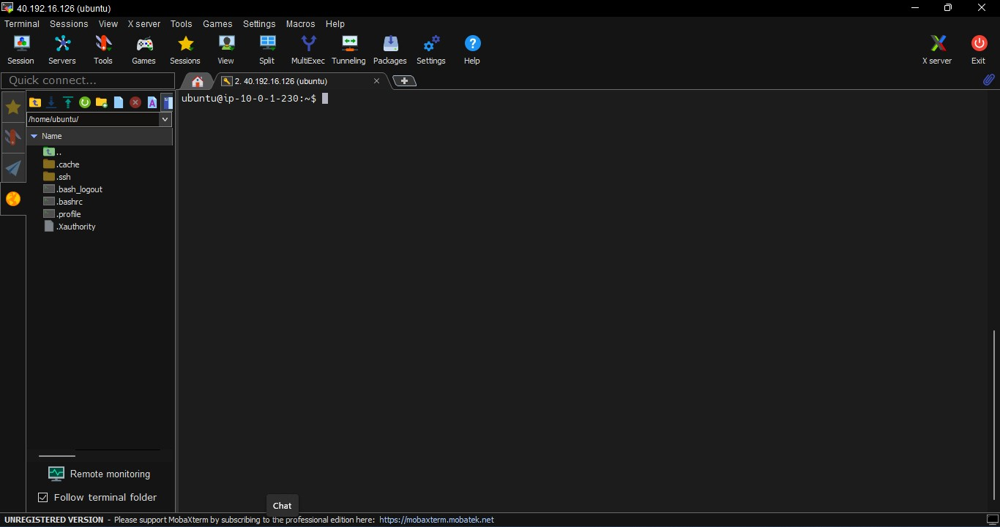 40.192.16.126 (ubuntu)
Terminal Sessions View X server Tools Games Settings Macros Help
Session Servers Tools Games Sessions View Split MultiExec Tunneling Packages Settings Help X server Exit
Quick connect...
2. 40.192.16.126 (ubuntu)
/home/ubuntu/
ubuntu@ip-10-0-1-230:~$
Name
..
.cache
.ssh
.bash_logout
.bashrc
.profile
.Xauthority
Remote monitoring
Follow terminal folder
Chat
UNREGISTERED VERSION - Please support MobaXterm by subscribing to the professional edition here: https://mobaxterm.mobatek.net